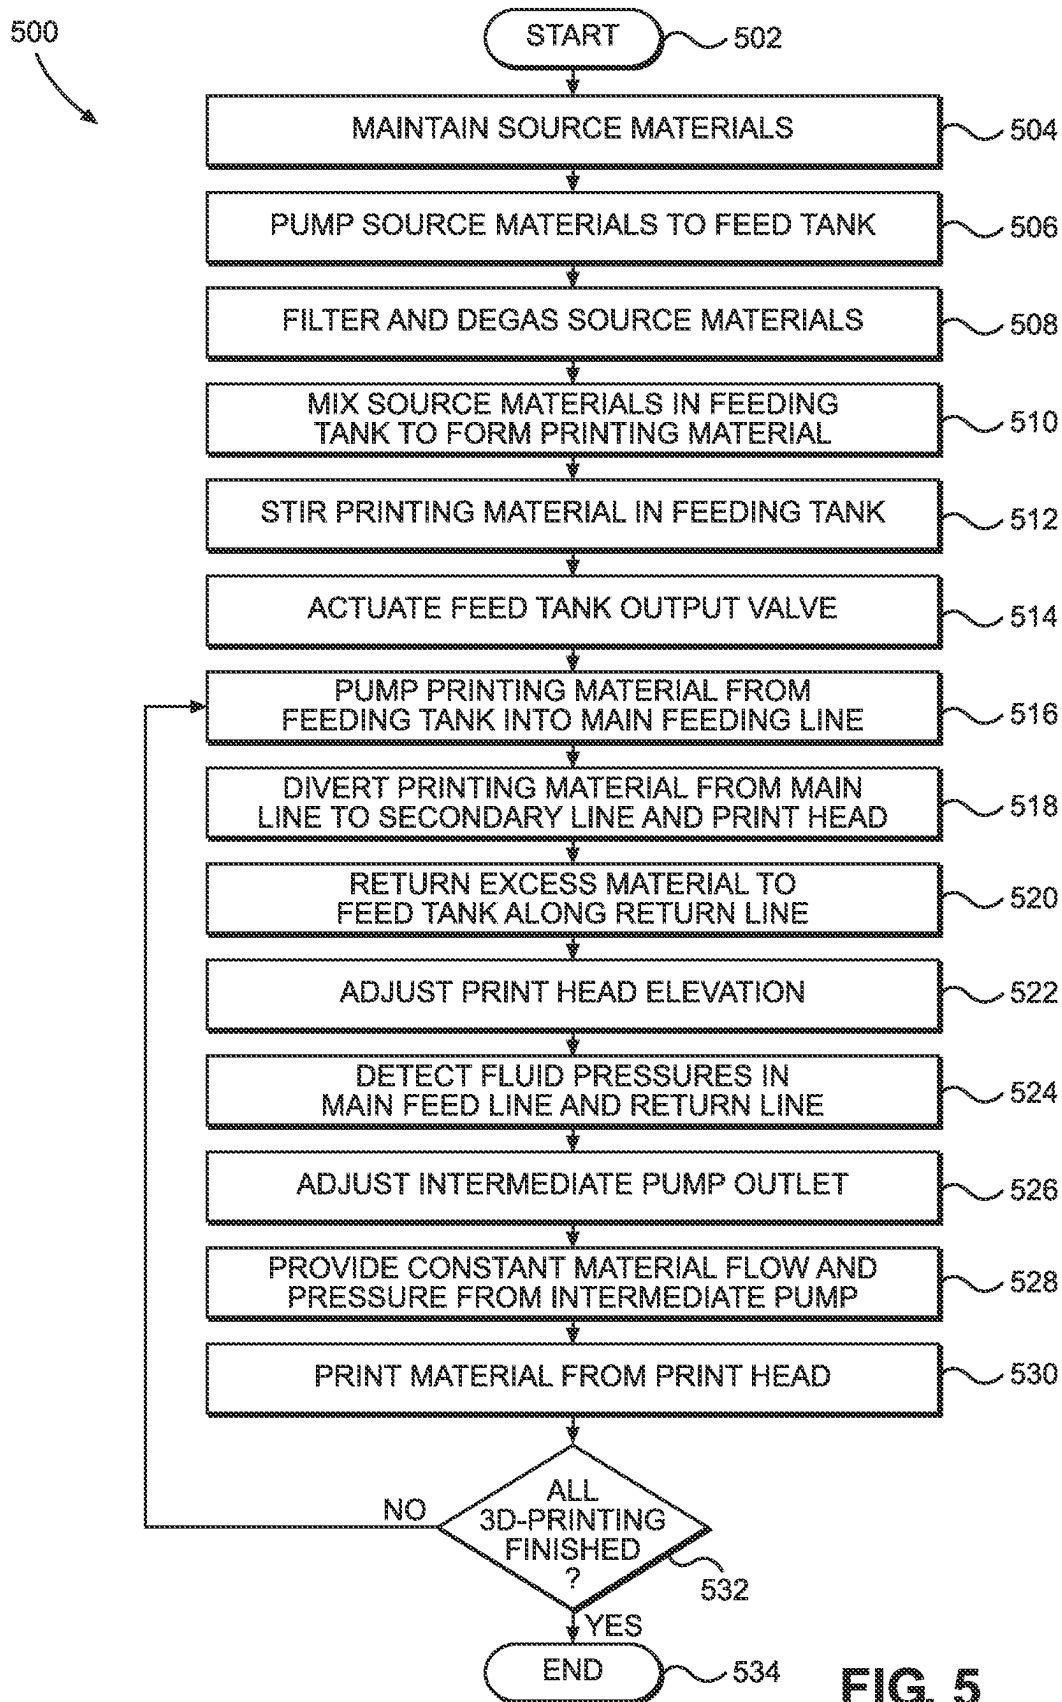 500
START
502
MAINTAIN SOURCE MATERIALS
504
PUMP SOURCE MATERIALS TO FEED TANK
506
FILTER AND DEGAS SOURCE MATERIALS
508
MIX SOURCE MATERIALS IN FEEDING
TANK TO FORM PRINTING MATERIAL
510
STIR PRINTING MATERIAL IN FEEDING TANK
512
ACTUATE FEED TANK OUTPUT VALVE
514
PUMP PRINTING MATERIAL FROM
FEEDING TANK INTO MAIN FEEDING LINE
516
DIVERT PRINTING MATERIAL FROM MAIN
LINE TO SECONDARY LINE AND PRINT HEAD
518
RETURN EXCESS MATERIAL TO
FEED TANK ALONG RETURN LINE
520
ADJUST PRINT HEAD ELEVATION
522
DETECT FLUID PRESSURES IN
MAIN FEED LINE AND RETURN LINE
524
ADJUST INTERMEDIATE PUMP OUTLET
526
PROVIDE CONSTANT MATERIAL FLOW AND
PRESSURE FROM INTERMEDIATE PUMP
528
PRINT MATERIAL FROM PRINT HEAD
530
NO
ALL
3D-PRINTING
FINISHED
?
532
YES
END
534
FIG. 5